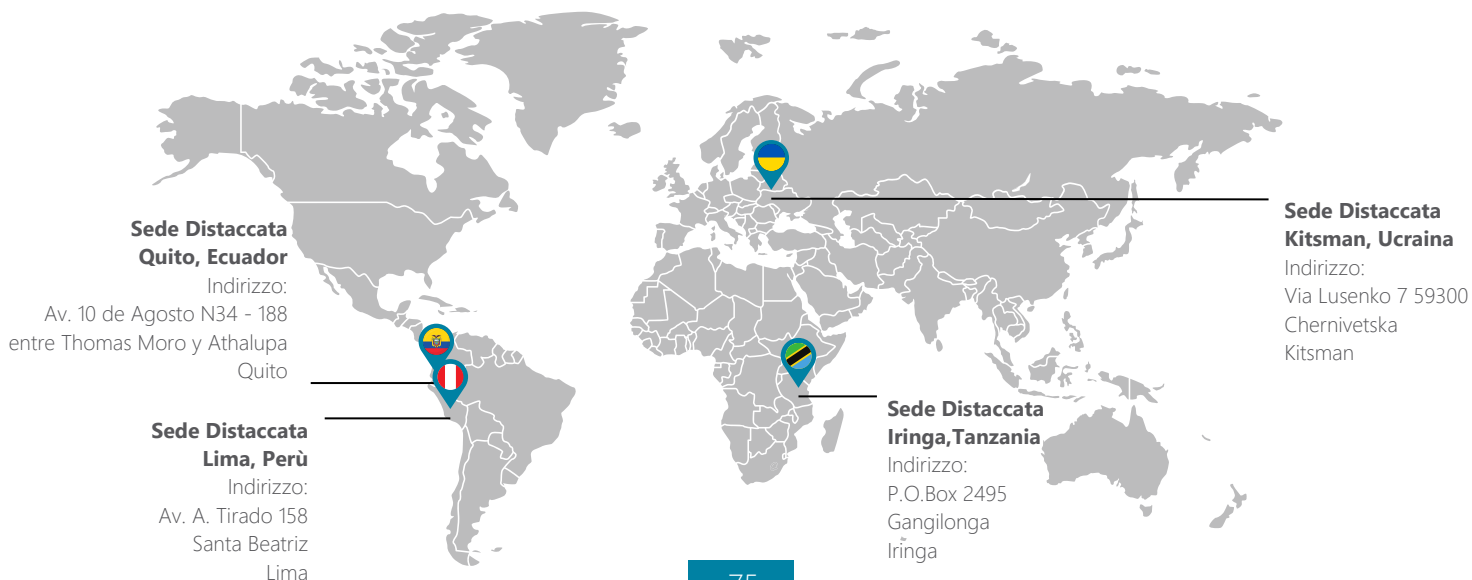 Sede Distaccata
Quito, Ecuador
Indirizzo:
Av. 10 de Agosto N34 - 188
entre Thomas Moro y Athalupa
Quito
Sede Distaccata
Lima, Perù
Indirizzo:
Av. A. Tirado 158
Santa Beatriz
Lima
Sede Distaccata
Kitsman, Ucraina
Indirizzo:
Via Lusenko 7 59300
Chernivetska
Kitsman
Sede Distaccata
Iringa,Tanzania
Indirizzo:
P.O.Box 2495
Gangilonga
Iringa
75